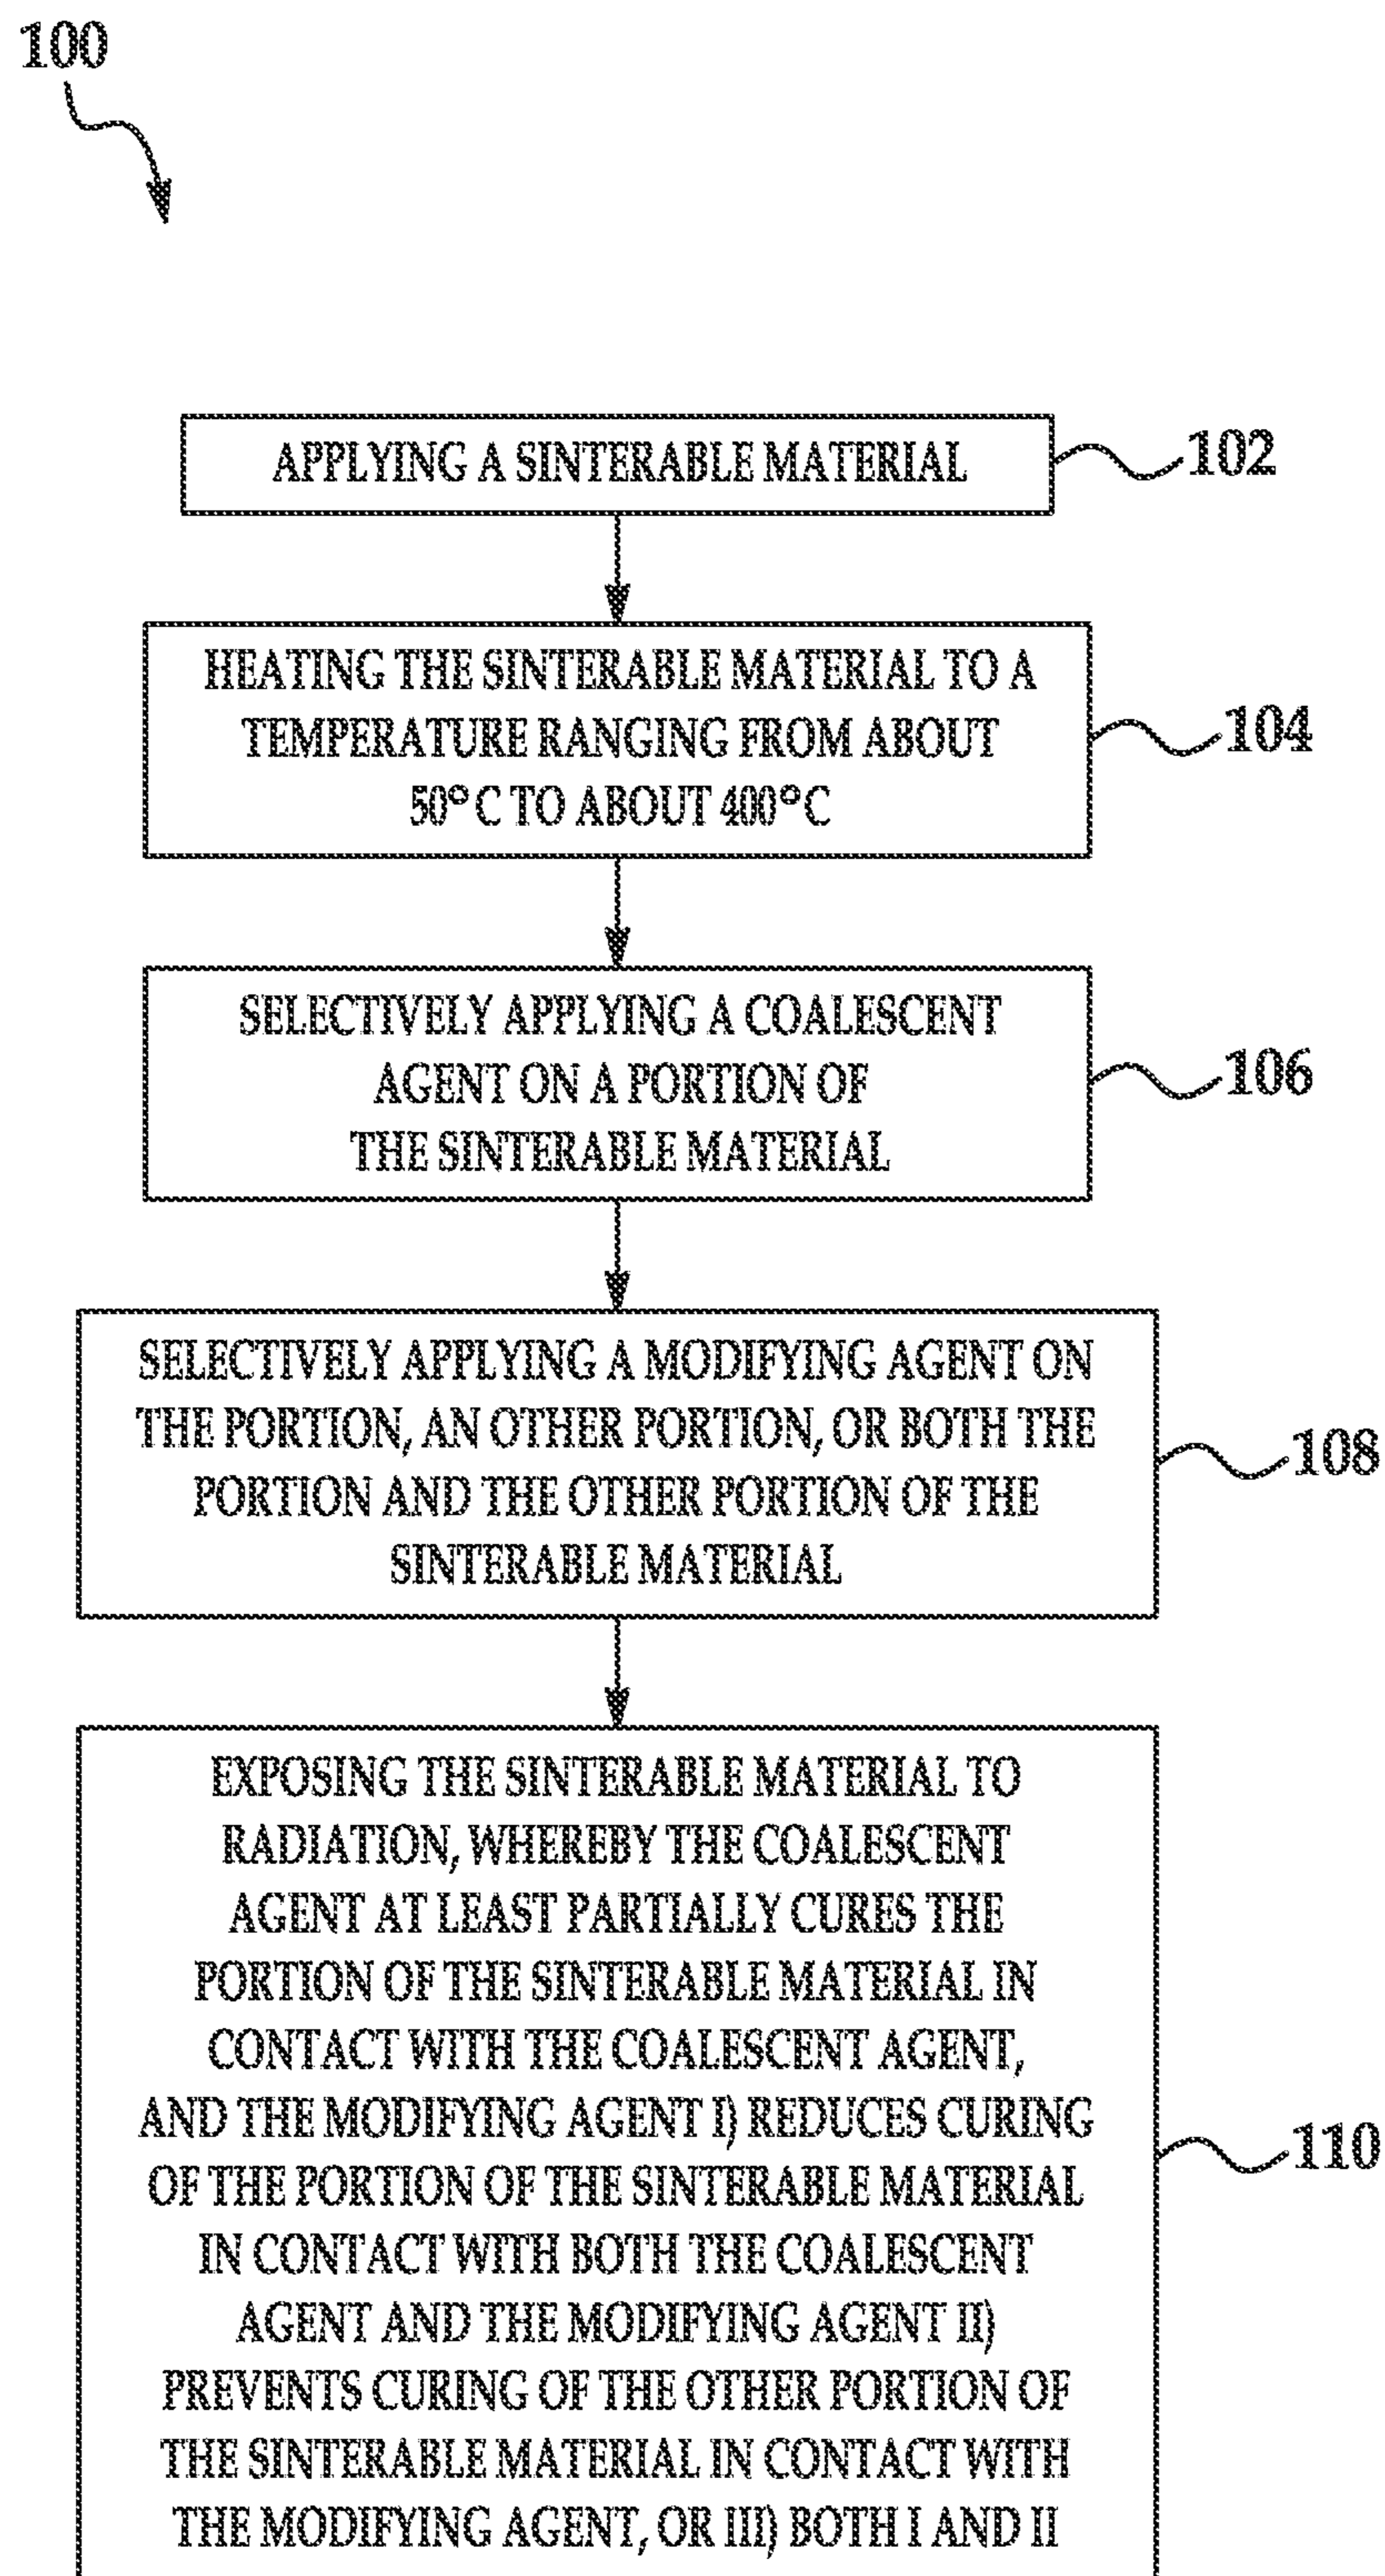 100
APPLYING A SINTERABLE MATERIAL
102
HEATING THE SINTERABLE MATERIAL TO A
TEMPERATURE RANGING FROM ABOUT
50°C TO ABOUT 400°C
104
SELECTIVELY APPLYING A COALESCENT
AGENT ON A PORTION OF
THE SINTERABLE MATERIAL
106
SELECTIVELY APPLYING A MODIFYING AGENT ON
THE PORTION, AN OTHER PORTION, OR BOTH THE
PORTION AND THE OTHER PORTION OF THE
SINTERABLE MATERIAL
108
EXPOSING THE SINTERABLE MATERIAL TO
RADIATION, WHEREBY THE COALESCENT
AGENT AT LEAST PARTIALLY CURES THE
PORTION OF THE SINTERABLE MATERIAL IN
CONTACT WITH THE COALESCENT AGENT,
AND THE MODIFYING AGENT I) REDUCES CURING
OF THE PORTION OF THE SINTERABLE MATERIAL
IN CONTACT WITH BOTH THE COALESCENT
AGENT AND THE MODIFYING AGENT II)
PREVENTS CURING OF THE OTHER PORTION OF
THE SINTERABLE MATERIAL IN CONTACT WITH
THE MODIFYING AGENT, OR III) BOTH I AND II
110